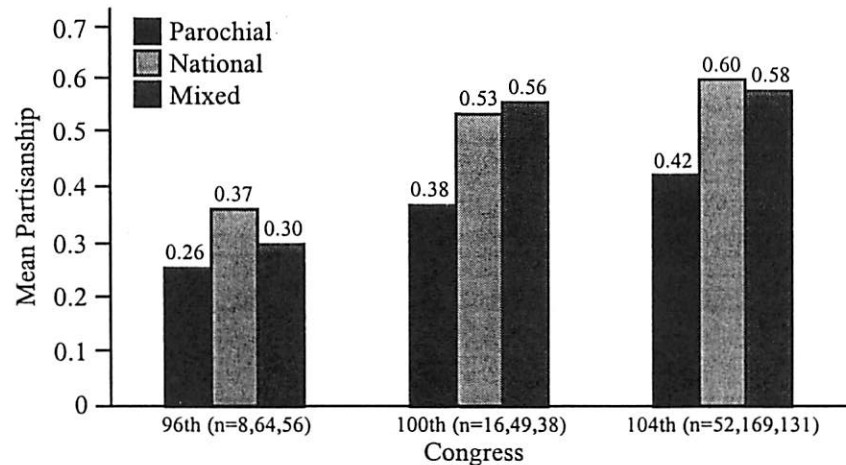 Mean Partisanship
0.7
0.6
0.5
0.4
0.3
0.2
0.1
0
Parochial
National
Mixed
0.26
0.37
0.30
0.38
0.53
0.56
0.42
0.60
0.58
96th (n=8,64,56)
100th (n=16,49,38)
104th (n=52,169,131)
Congress